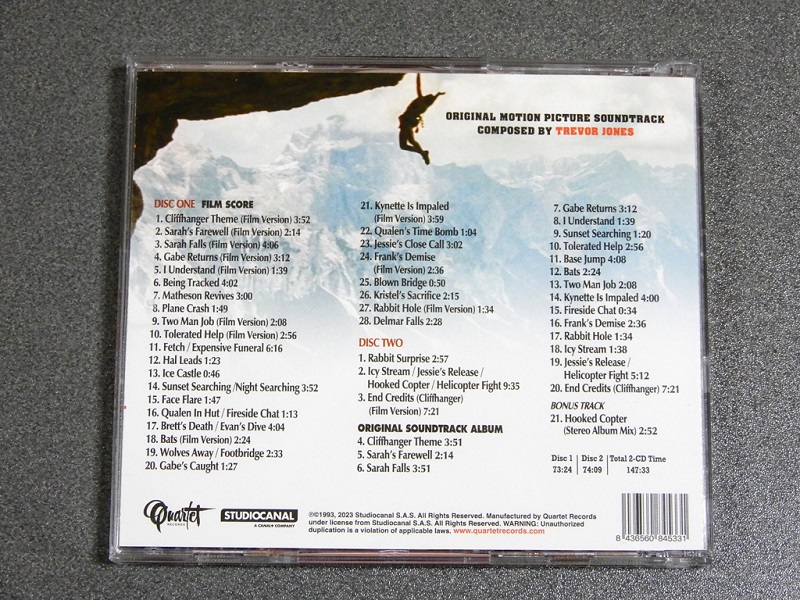 ORIGINAL MOTION PICTURE SOUNDTRACK
COMPOSED BY TREVOR JONES
DISC ONE FILM SCORE
1. Cliffhanger Theme (Film Version) 3:52
2. Sarah's Farewell (Film Version) 2:14
3. Sarah Falls (Film Version) 4:06
4. Gabe Returns (Film Version) 3:12
5. I Understand (Film Version) 1:39
6. Being Tracked 4:02
7. Matheson Revives 3:00
8. Plane Crash 1:49
9. Two Man Job (Film Version) 2:08
10. Tolerated Help (Film Version) 2:56
11. Fetch / Expensive Funeral 6:16
12. Hal Leads 1:23
13. Ice Castle 0:46
14. Sunset Searching /Night Searching 3:52
15. Face Flare 1:47
16. Qualen In Hut / Fireside Chat 1:13
17. Brett's Death / Evan's Dive 4:04
18. Bats (Film Version) 2:24
19. Wolves Away / Footbridge 2:33
20. Gabe's Caught 1:27
21. Kynette Is Impaled
(Film Version) 3:59
22. Qualen's Time Bomb 1:04
23. Jessie's Close Call 3:02
24. Frank's Demise
(Film Version) 2:36
25. Blown Bridge 0:50
26. Kristel's Sacrifice 2:15
27. Rabbit Hole (Film Version) 1:34
28. Delmar Falls 2:28
DISC TWO
1. Rabbit Surprise 2:57
2. Icy Stream / Jessie's Release /
Hooked Copter / Helicopter Fight 9:35
3. End Credits (Cliffhanger)
(Film Version) 7:21
ORIGINAL SOUNDTRACK ALBUM
4. Cliffhanger Theme 3:51
5. Sarah's Farewell 2:14
6. Sarah Falls 3:51
7. Gabe Returns 3:12
8. I Understand 1:39
9. Sunset Searching 1:20
10. Tolerated Help 2:56
11. Base Jump 4:08
12. Bats 2:24
13. Two Man Job 2:08
14. Kynette Is Impaled 4:00
15. Fireside Chat 0:34
16. Frank's Demise 2:36
17. Rabbit Hole 1:34
18. Icy Stream 1:38
19. Jessie's Release /
Helicopter Fight 5:12
20. End Credits (Cliffhanger) 7:21
BONUS TRACK
21. Hooked Copter
(Stereo Album Mix) 2:52
Disc 1 Disc 2 Total 2-CD Time
73:24 74:09 147:33
Quartet
RECORDS
STUDIOCANAL
A CANAL+ COMPANY
℗©1993, 2023 Studiocanal S.A.S. All Rights Reserved. Manufactured by Quartet Records
under license from Studiocanal S.A.S. All Rights Reserved. WARNING: Unauthorized
duplication is a violation of applicable laws. www.quartetrecords.com
8 436560 845331